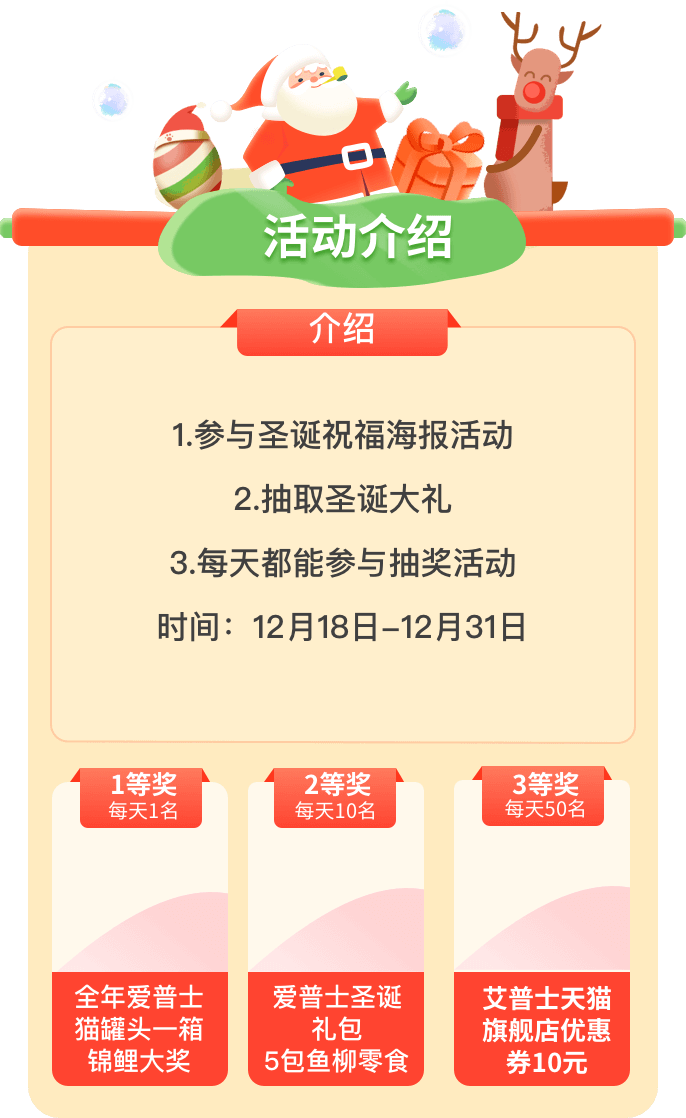 活动介绍
介绍
1.参与圣诞祝福海报活动
2.抽取圣诞大礼
3.每天都能参与抽奖活动
时间：12月18日-12月31日
1等奖
每天1名
全年爱普士
猫罐头一箱
锦鲤大奖
2等奖
每天10名
爱普士圣诞
礼包
5包鱼柳零食
3等奖
每天50名
艾普士天猫
旗舰店优惠
券10元